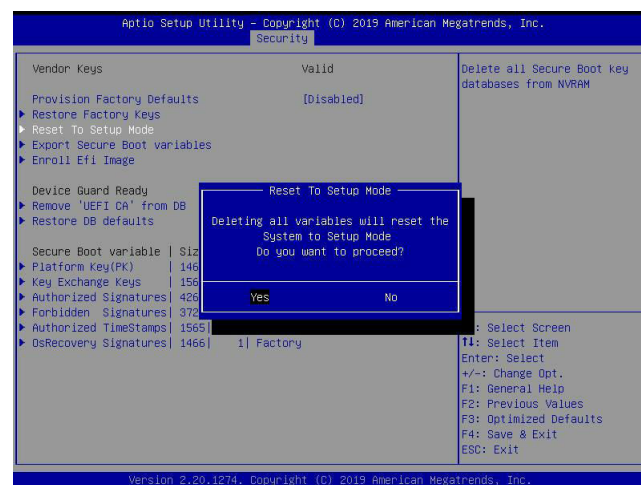 Aptio Setup Utility – Copyright (C) 2019 American Megatrends, Inc.
Security
Vendor Keys Valid
Provision Factory Defaults [Disabled]
Restore Factory Keys
Reset To Setup Mode
Export Secure Boot variables
Enroll Efi Image
Device Guard Ready
Remove 'UEFI CA' from DB
Restore DB defaults
Secure Boot variable | Siz
Platform Key(PK) | 146
Key Exchange Keys | 156
Authorized Signatures| 426
Forbidden Signatures| 372
Authorized TimeStamps| 1565|
OsRecovery Signatures| 1466| 1| Factory
Reset To Setup Mode
Deleting all variables will reset the
System to Setup Mode
Do you want to proceed?
Yes No
Delete all Secure Boot key
databases from NVRAM
: Select Screen
↑↓: Select Item
Enter: Select
+/-: Change Opt.
F1: General Help
F2: Previous Values
F3: Optimized Defaults
F4: Save & Exit
ESC: Exit
Version 2.20.1274. Copyright (C) 2019 American Megatrends, Inc.